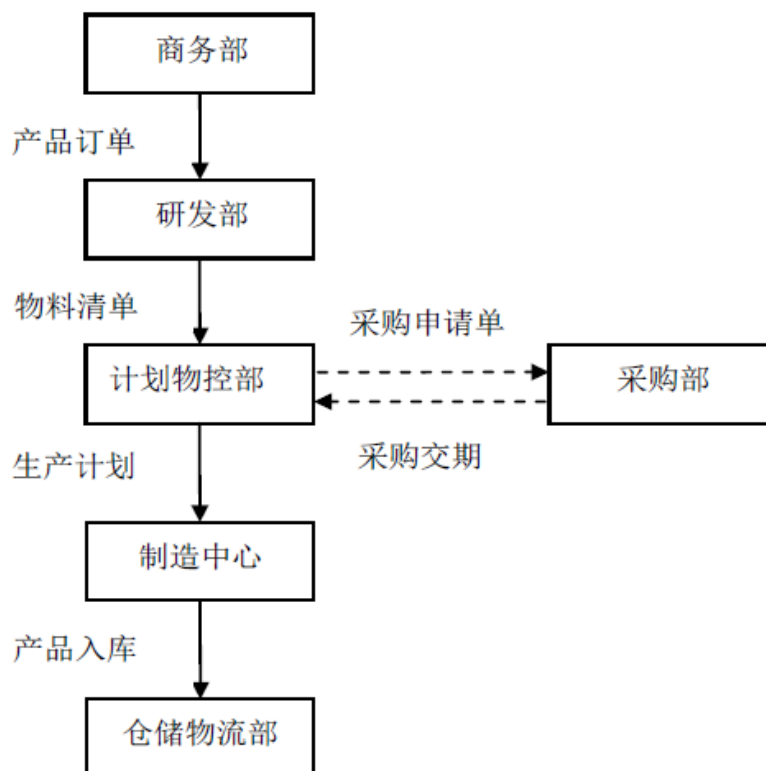 商务部
产品订单
研发部
物料清单
采购申请单
计划物控部
采购部
采购交期
生产计划
制造中心
产品入库
仓储物流部